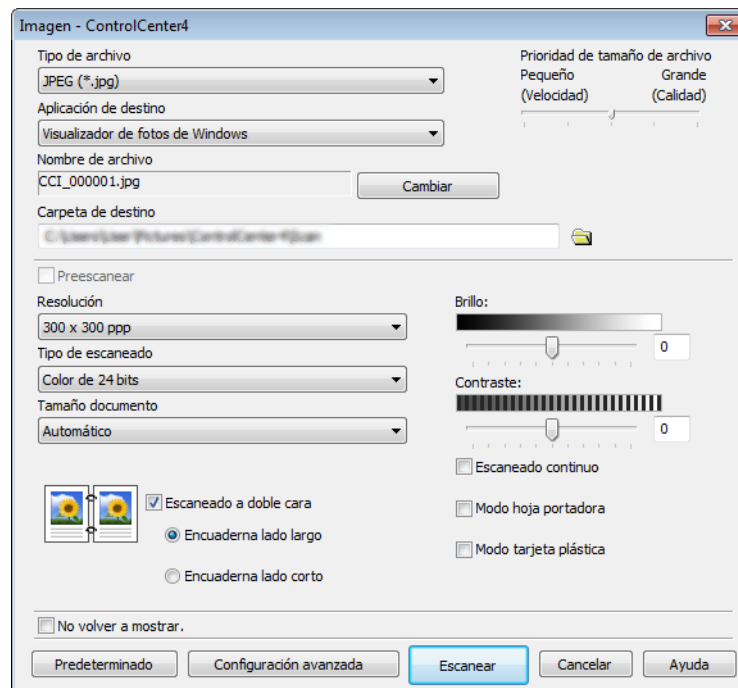 Imagen - ControlCenter4
Tipo de archivo
JPEG (*.jpg)
Aplicación de destino
Visualizador de fotos de Windows
Nombre de archivo
CCI_000001.jpg
Cambiar
Carpeta de destino
Prioridad de tamaño de archivo
Pequeño Grande
(Velocidad) (Calidad)
Preescanear
Resolución
300 x 300 ppp
Tipo de escaneado
Color de 24 bits
Tamaño documento
Automático
Escaneado a doble cara
Encuaderna lado largo
Encuaderna lado corto
Brillo:
0
Contraste:
0
Escaneado continuo
Modo hoja portadora
Modo tarjeta plástica
No volver a mostrar.
Predeterminado Configuración avanzada Escanear Cancelar Ayuda